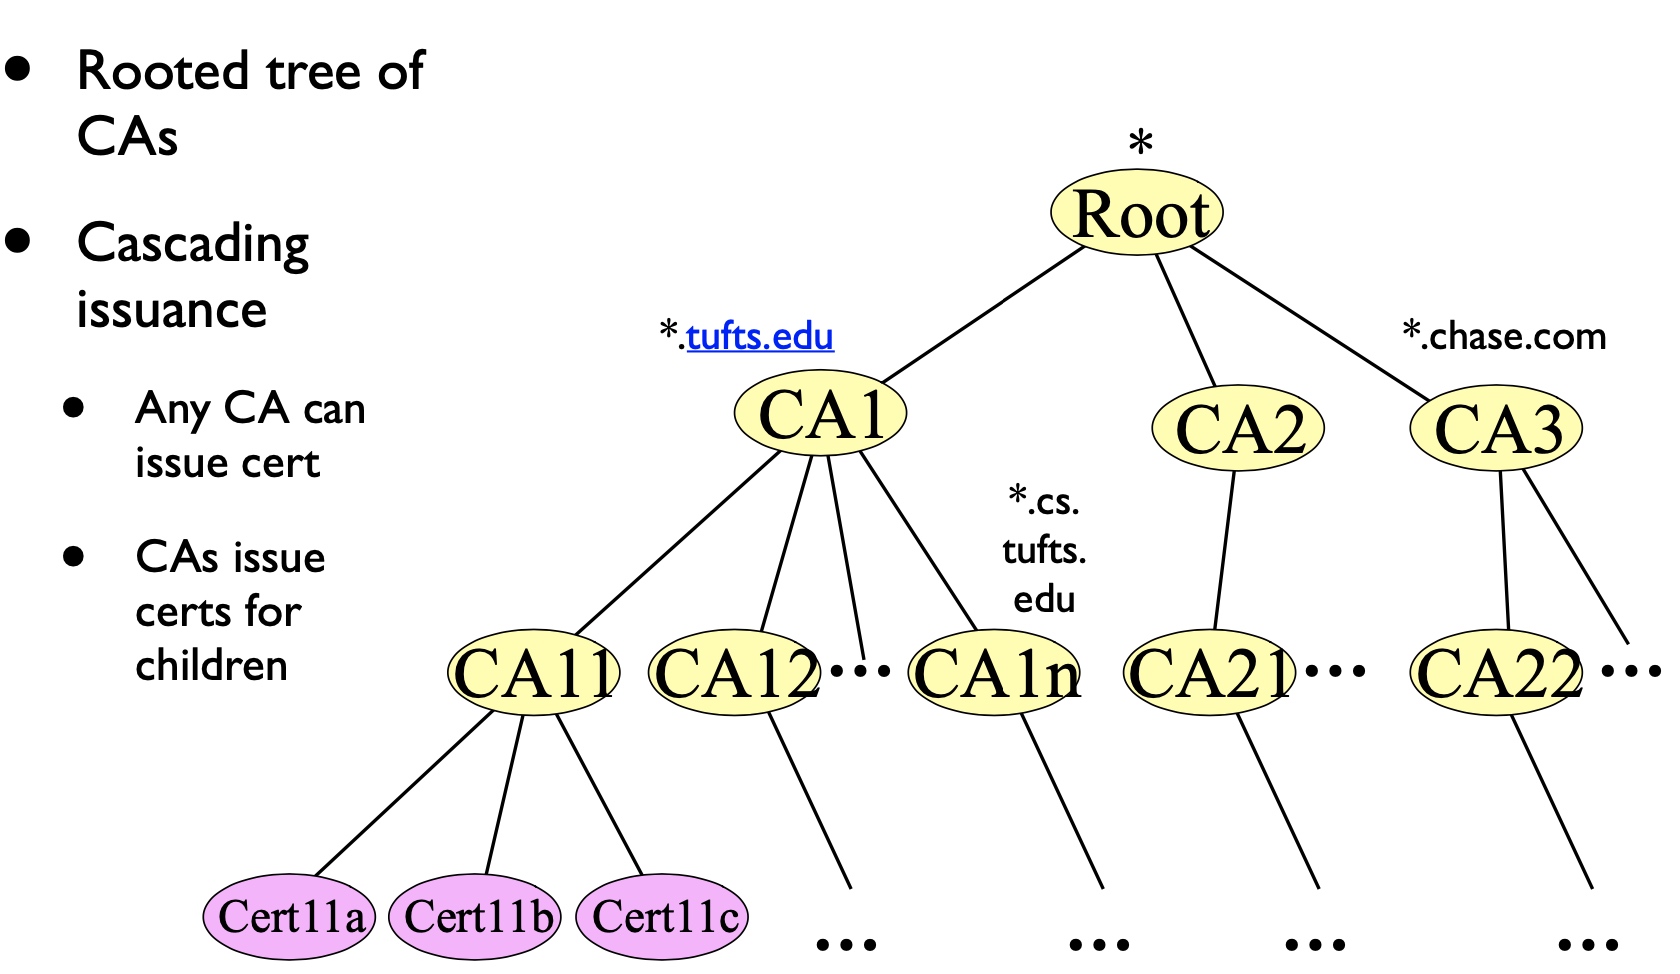 • Rooted tree of
CAs
• Cascading
issuance
• Any CA can
issue cert
• CAs issue
certs for
children
*
Root
*.tufts.edu
*.chase.com
CA1
CA2
CA3
*.cs.
tufts.
edu
CA11
CA12
...
CA1n
CA21
...
CA22
...
Cert11a
Cert11b
Cert11c
...
...
...
...